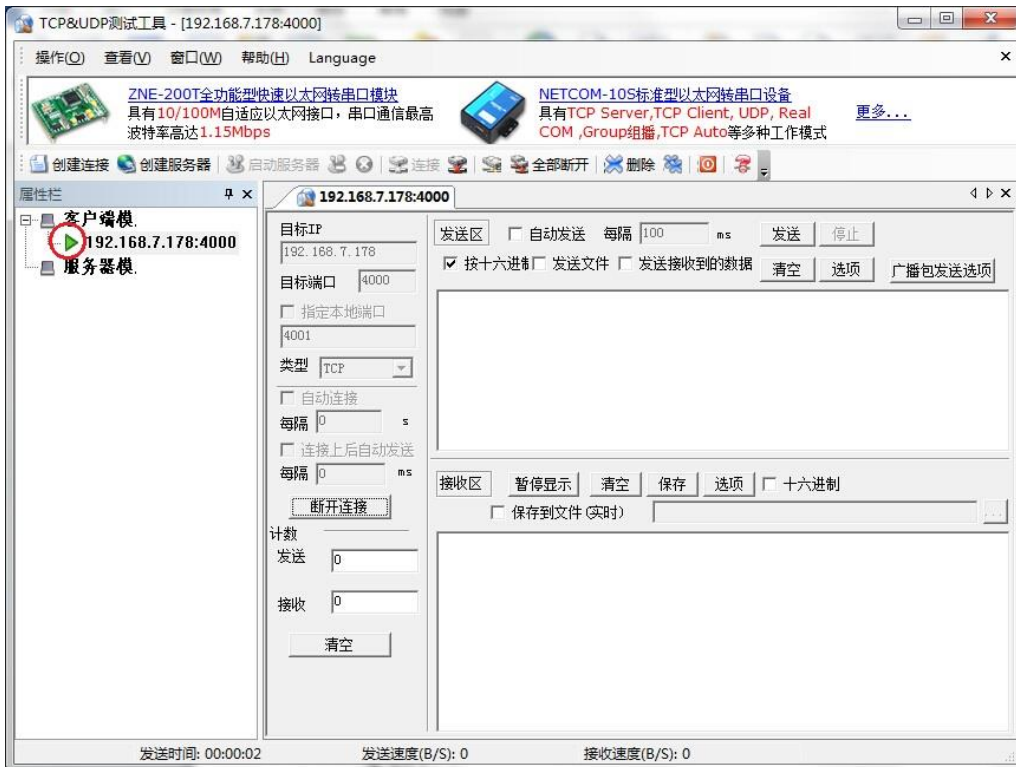 TCP&UDP测试工具 - [192.168.7.178:4000]
操作(O) 查看(V) 窗口(W) 帮助(H) Language
ZNE-200T全功能型快速以太网转串口模块
具有10/100M自适应以太网接口，串口通信最高
波特率高达1.15Mbps
NETCOM-10S标准型以太网转串口设备
具有TCP Server,TCP Client, UDP, Real
COM ,Group组播,TCP Auto等多种工作模式
更多...
创建连接 创建服务器 启动服务器 连接 全部断开 删除
属性栏
客户端模.
192.168.7.178:4000
服务器模.
192.168.7.178:4000
目标IP
192.168.7.178
目标端口 4000
指定本地端口
4001
类型 TCP
自动连接
每隔 0 s
连接上后自动发送
每隔 0 ms
断开连接
计数
发送 0
接收 0
清空
发送区 自动发送 每隔 100 ms 发送 停止
按十六进制 发送文件 发送接收到的数据 清空 选项 广播包发送选项
接收区 暂停显示 清空 保存 选项 十六进制
保存到文件(实时) ...
发送时间: 00:00:02 发送速度(B/S): 0 接收速度(B/S): 0